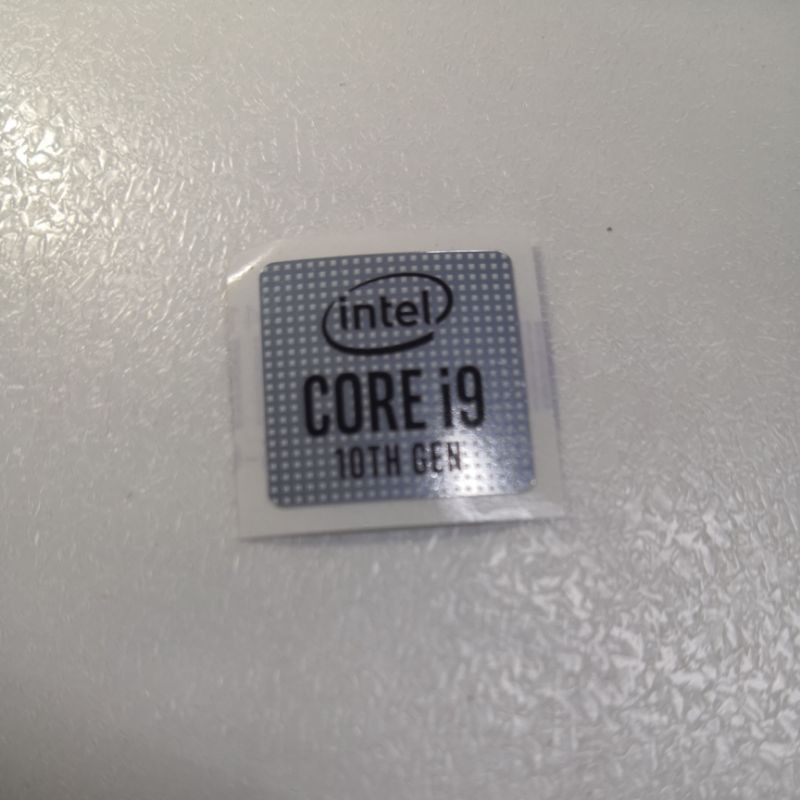 intel
CORE i9
10TH GEN